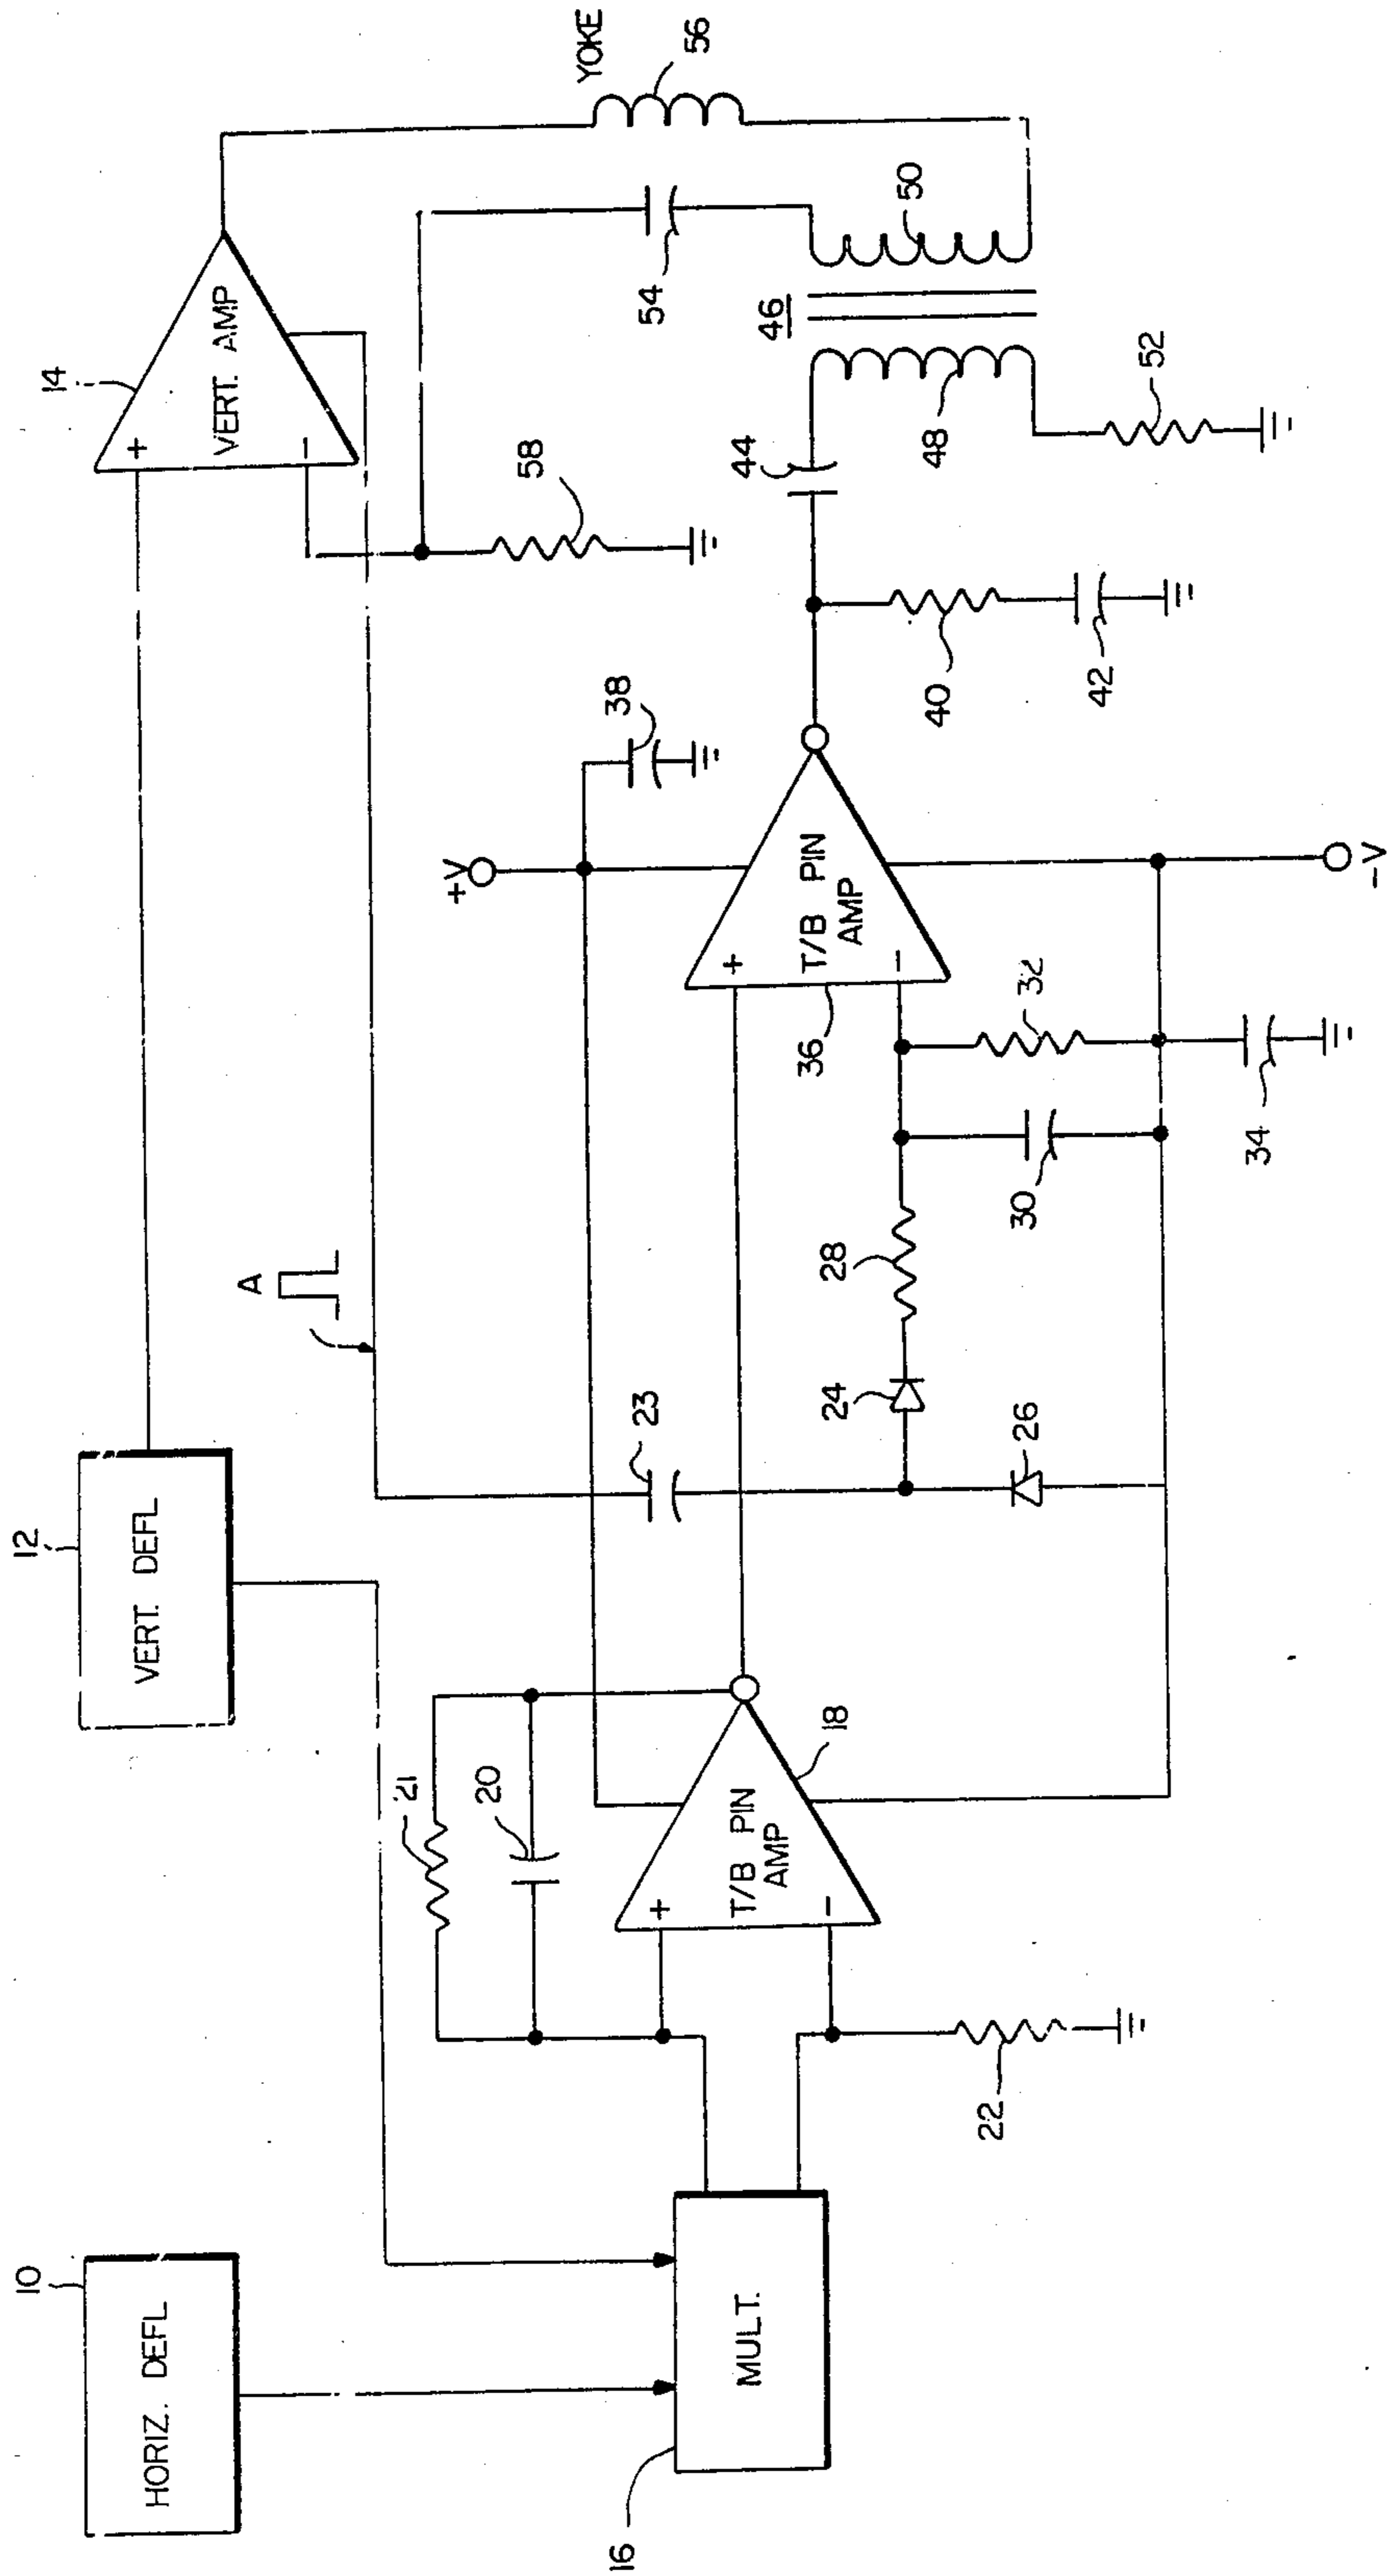 10
HORIZ. DEFL
12
VERT. DEFL
A
14
+
VERT. AMP
−
YOKE
56
58
54
46
50
48
52
44
40
42
+V
38
+
T/B PIN
AMP
−
36
32
34
30
28
24
26
23
-V
21
20
+
T/B PIN
AMP
−
18
22
16
MULT.